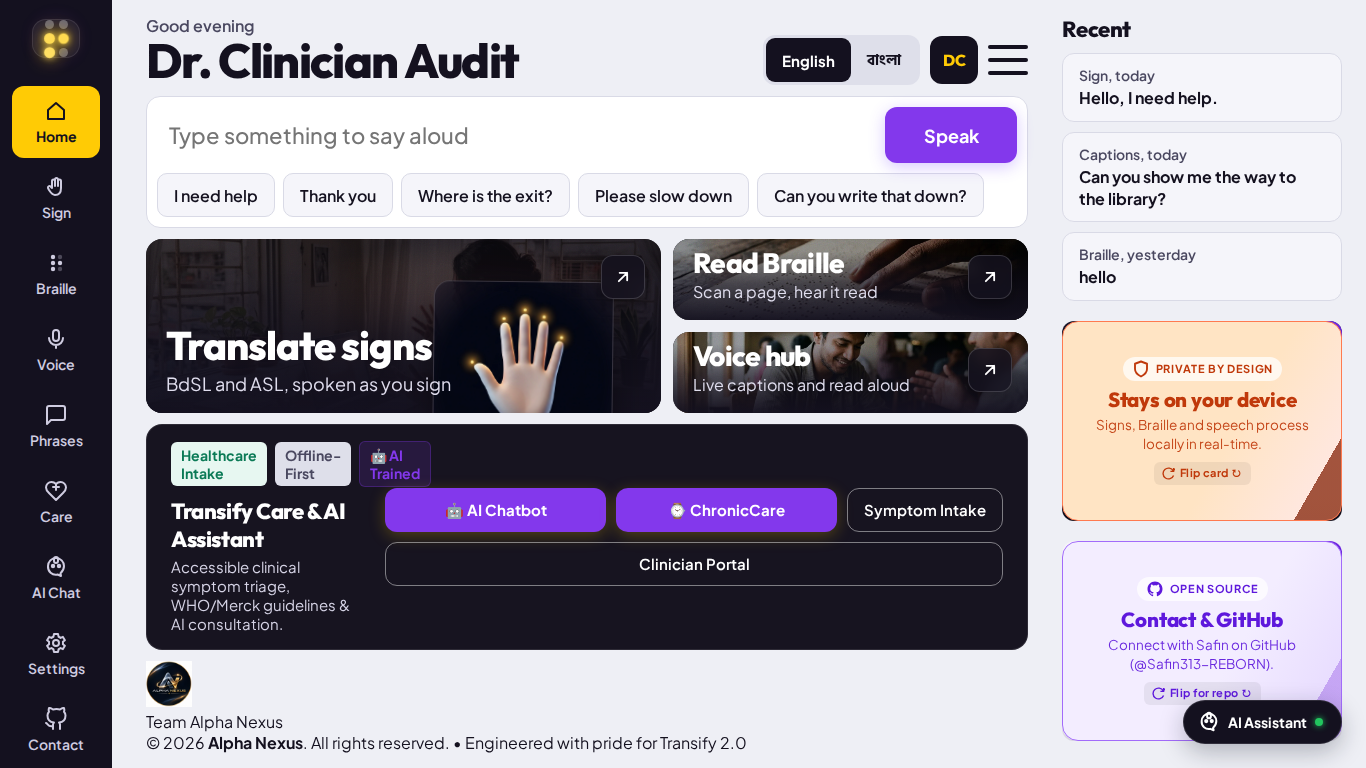 Home
Sign
Braille
Voice
Phrases
Care
AI Chat
Settings
Contact
Good evening
Dr. Clinician Audit
English
বাংলা
DC
Type something to say aloud
Speak
I need help
Thank you
Where is the exit?
Please slow down
Can you write that down?
Translate signs
BdSL and ASL, spoken as you sign
Read Braille
Scan a page, hear it read
Voice hub
Live captions and read aloud
Healthcare
Intake
Offline-
First
🤖 AI
Trained
Transify Care & AI
Assistant
Accessible clinical
symptom triage,
WHO/Merck guidelines &
AI consultation.
🤖 AI Chatbot
⌚ ChronicCare
Symptom Intake
Clinician Portal
ALPHA NEXUS
Team Alpha Nexus
© 2026 Alpha Nexus. All rights reserved. • Engineered with pride for Transify 2.0
Recent
Sign, today
Hello, I need help.
Captions, today
Can you show me the way to
the library?
Braille, yesterday
hello
PRIVATE BY DESIGN
Stays on your device
Signs, Braille and speech process
locally in real-time.
Flip card ↻
OPEN SOURCE
Contact & GitHub
Connect with Safin on GitHub
(@Safin313-REBORN).
Flip for repo ↻
AI Assistant